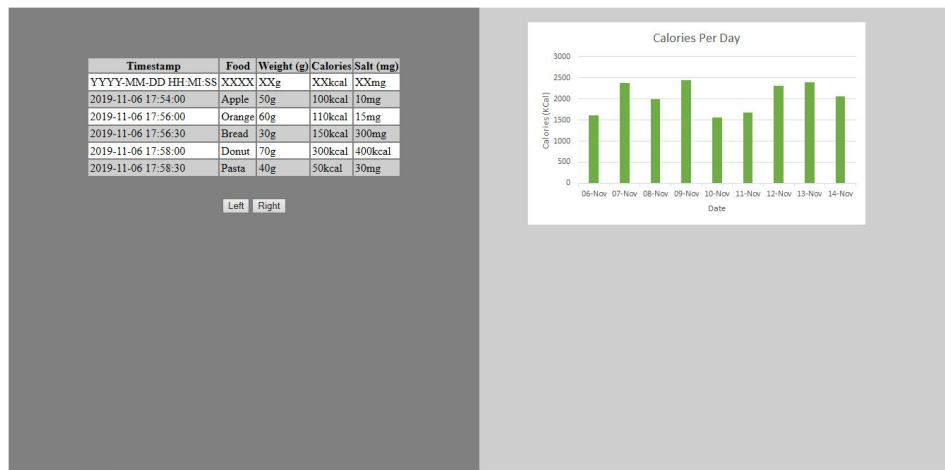 Timestamp Food Weight (g) Calories Salt (mg)
YYYY-MM-DD HH:MI:SS XXXX XXg XXkcal XXmg
2019-11-06 17:54:00 Apple 50g 100kcal 10mg
2019-11-06 17:56:00 Orange 60g 110kcal 15mg
2019-11-06 17:56:30 Bread 30g 150kcal 300mg
2019-11-06 17:58:00 Donut 70g 300kcal 400kcal
2019-11-06 17:58:30 Pasta 40g 50kcal 30mg
Left Right
Calories Per Day
Calories (KCal)
3000
2500
2000
1500
1000
500
0
06-Nov 07-Nov 08-Nov 09-Nov 10-Nov 11-Nov 12-Nov 13-Nov 14-Nov
Date